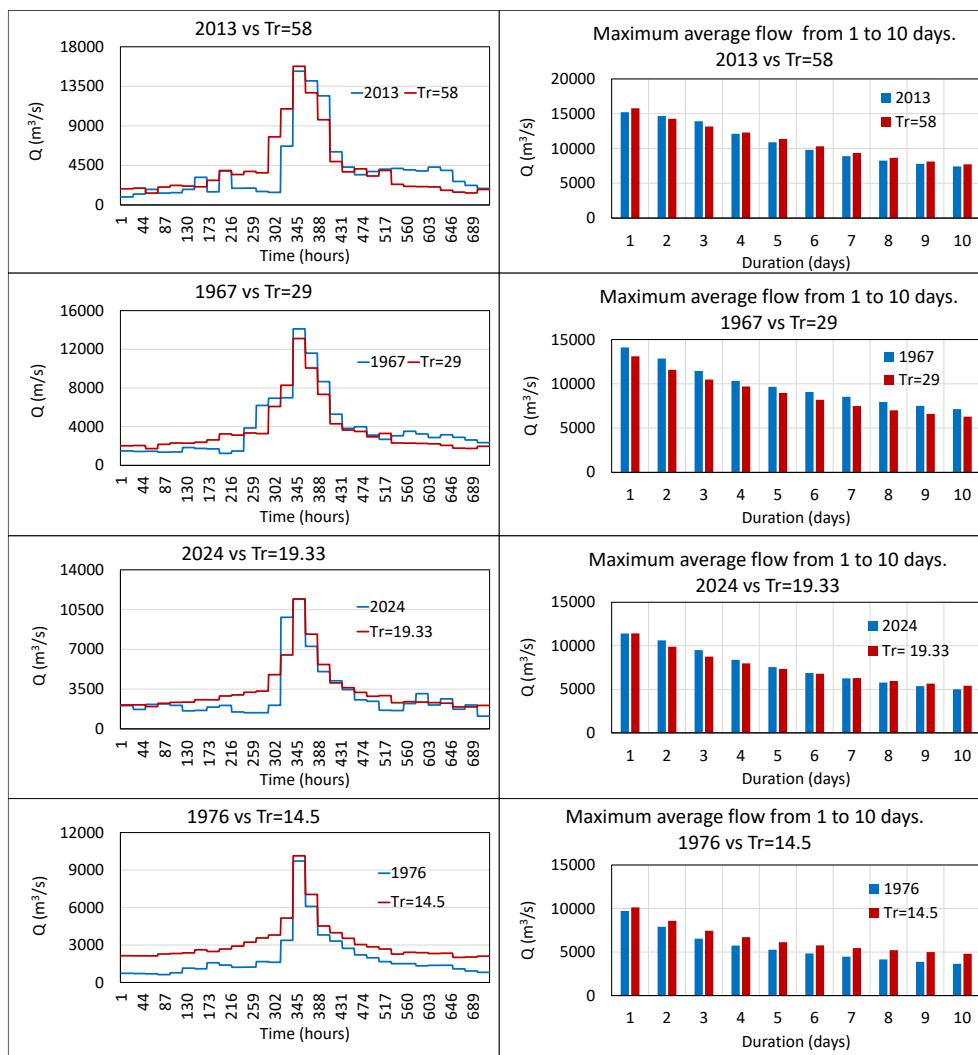 2013 vs Tr=58
18000
13500
9000
4500
0
Q (m³/s)
2013
Tr=58
1 44 87 130 173 216 259 302 345 388 431 474 517 560 603 646 689
Time (hours)
Maximum average flow from 1 to 10 days.
2013 vs Tr=58
20000
15000
10000
5000
0
Q (m³/s)
2013
Tr=58
1 2 3 4 5 6 7 8 9 10
Duration (days)
1967 vs Tr=29
16000
12000
8000
4000
0
Q (m/s)
1967
Tr=29
1 44 87 130 173 216 259 302 345 388 431 474 517 560 603 646 689
Time (hours)
Maximum average flow from 1 to 10 days.
1967 vs Tr=29
15000
10000
5000
0
Q (m³/s)
1967
Tr=29
1 2 3 4 5 6 7 8 9 10
Duration (days)
2024 vs Tr=19.33
14000
10500
7000
3500
0
Q (m³/s)
2024
Tr=19.33
1 44 87 130 173 216 259 302 345 388 431 474 517 560 603 646 689
Time (hours)
Maximum average flow from 1 to 10 days.
2024 vs Tr=19.33
15000
10000
5000
0
Q (m³/s)
2024
Tr= 19.33
1 2 3 4 5 6 7 8 9 10
Duration (days)
1976 vs Tr=14.5
12000
9000
6000
3000
0
Q (m³/s)
1976
Tr=14.5
1 44 87 130 173 216 259 302 345 388 431 474 517 560 603 646 689
Time (hours)
Maximum average flow from 1 to 10 days.
1976 vs Tr=14.5
15000
10000
5000
0
Q (m³/s)
1976
Tr=14.5
1 2 3 4 5 6 7 8 9 10
Duration (days)